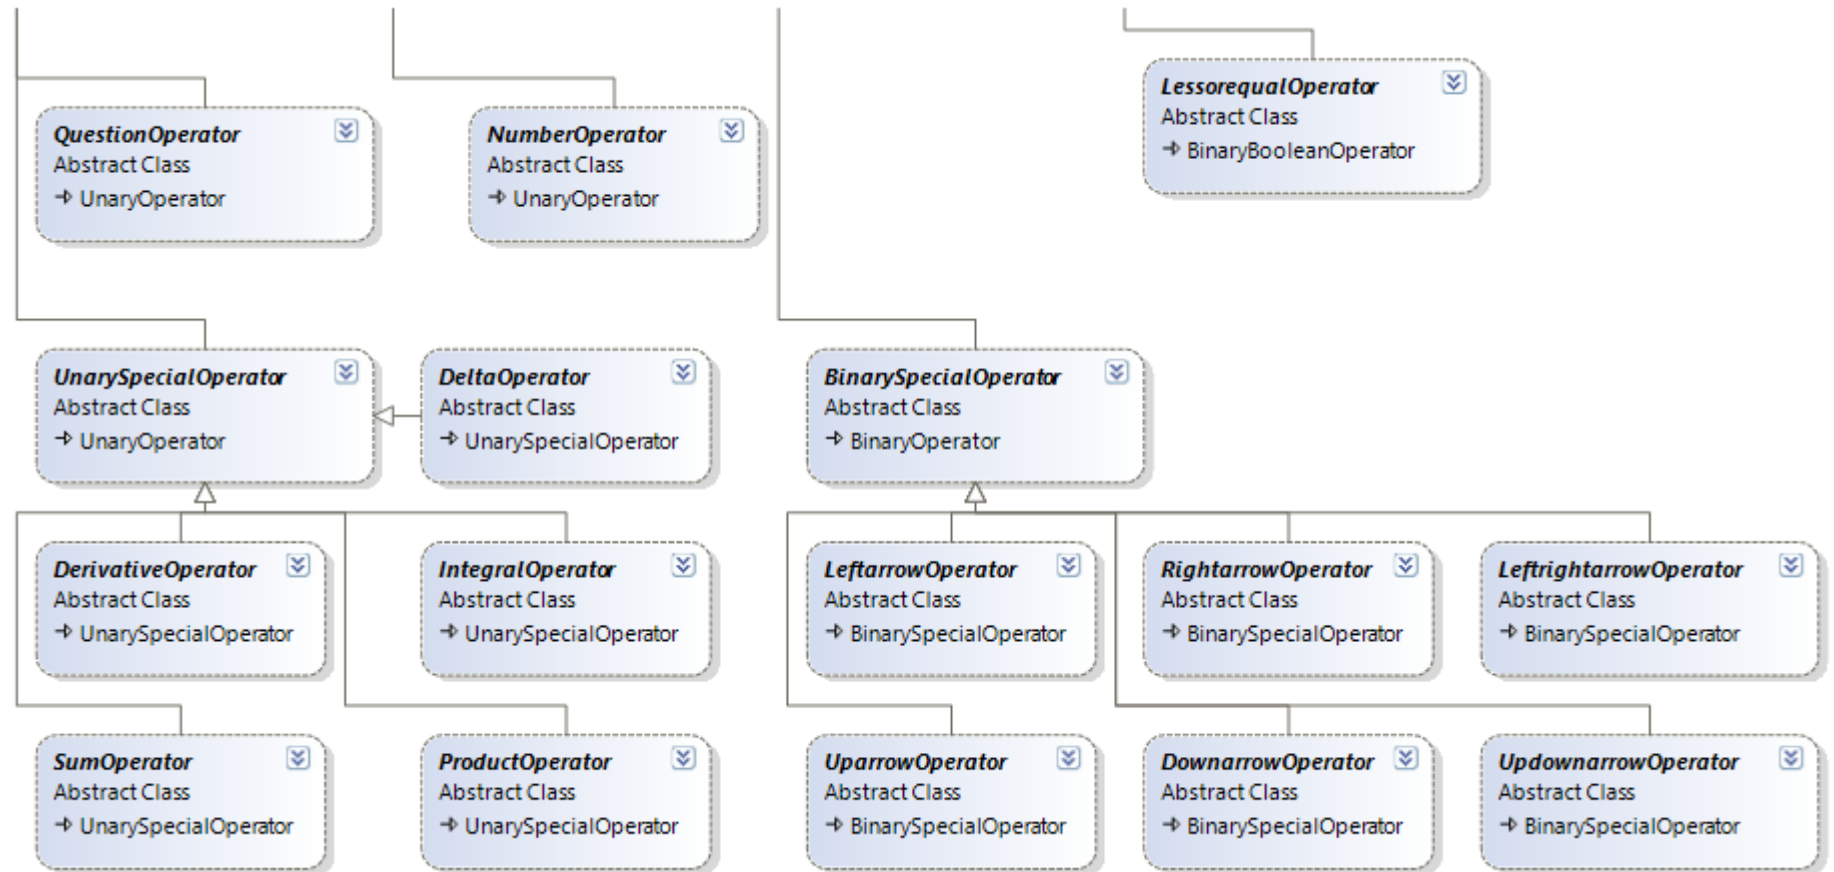 LessorequalOperator
Abstract Class
BinaryBooleanOperator
QuestionOperator
Abstract Class
UnaryOperator
NumberOperator
Abstract Class
UnaryOperator
UnarySpecialOperator
Abstract Class
UnaryOperator
DeltaOperator
Abstract Class
UnarySpecialOperator
BinarySpecialOperator
Abstract Class
BinaryOperator
DerivativeOperator
Abstract Class
UnarySpecialOperator
IntegralOperator
Abstract Class
UnarySpecialOperator
LeftarrowOperator
Abstract Class
BinarySpecialOperator
RightarrowOperator
Abstract Class
BinarySpecialOperator
LeftrightarrowOperator
Abstract Class
BinarySpecialOperator
SumOperator
Abstract Class
UnarySpecialOperator
ProductOperator
Abstract Class
UnarySpecialOperator
UparrowOperator
Abstract Class
BinarySpecialOperator
DownarrowOperator
Abstract Class
BinarySpecialOperator
UpdownarrowOperator
Abstract Class
BinarySpecialOperator